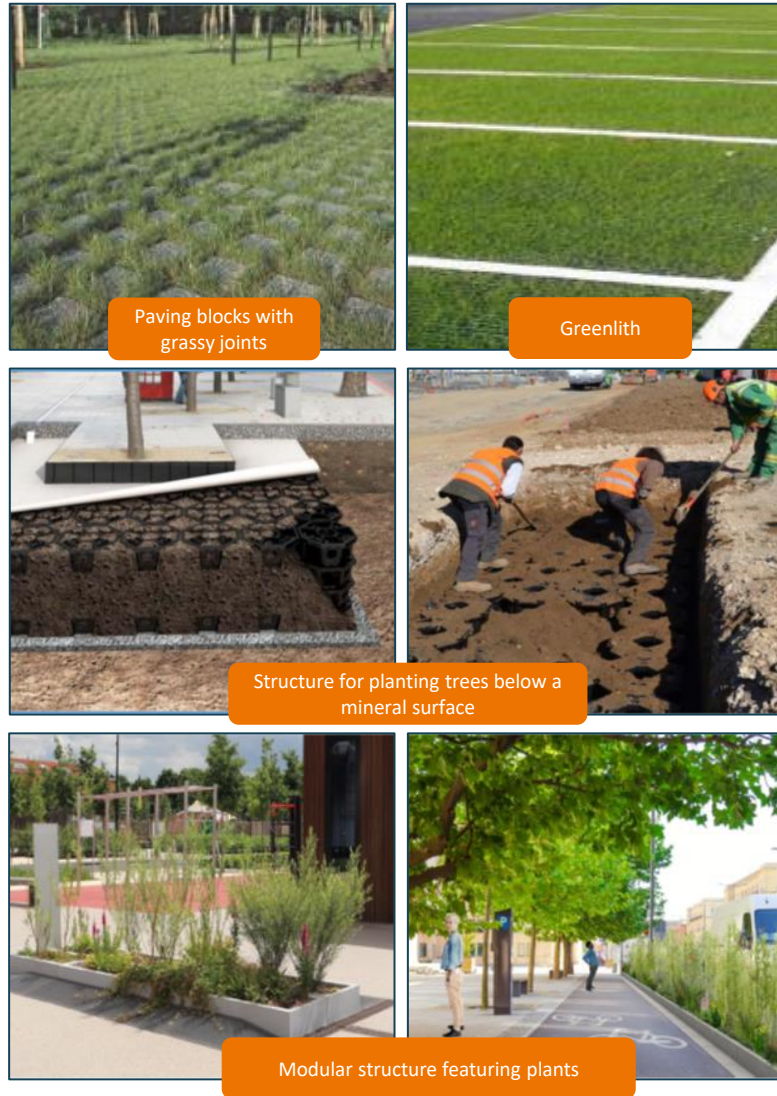 Paving blocks with
grassy joints
Greenlith
Structure for planting trees below a
mineral surface
Modular structure featuring plants